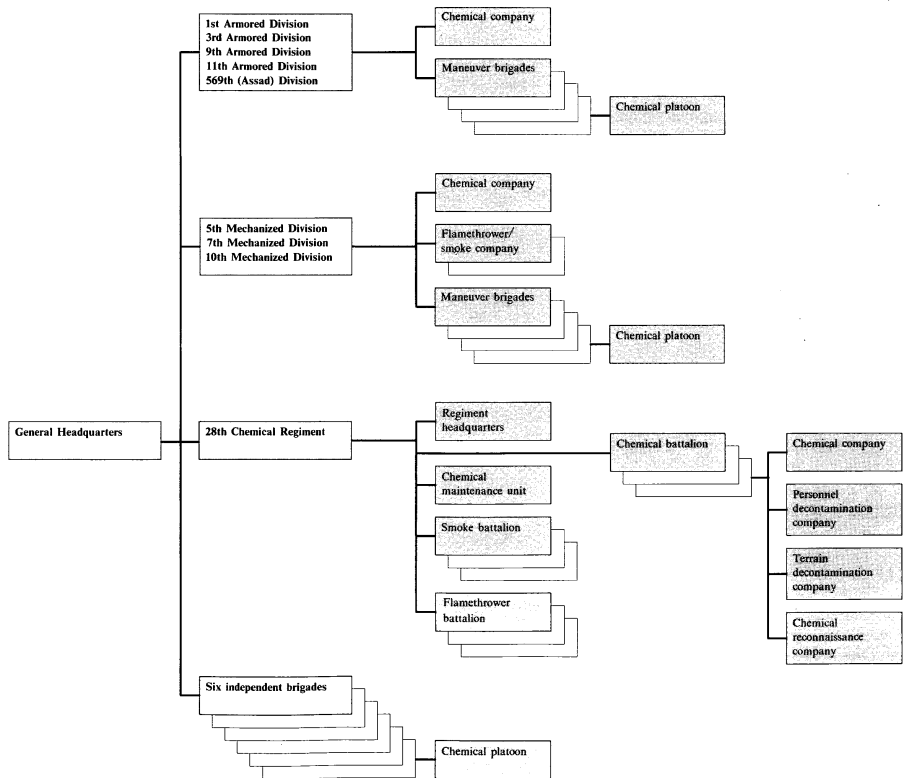 1st Armored Division
3rd Armored Division
9th Armored Division
11th Armored Division
569th (Assad) Division
Chemical company
Maneuver brigades
Chemical platoon
5th Mechanized Division
7th Mechanized Division
10th Mechanized Division
Chemical company
Flamethrower/
smoke company
Maneuver brigades
Chemical platoon
General Headquarters
28th Chemical Regiment
Regiment
headquarters
Chemical
maintenance unit
Smoke battalion
Flamethrower
battalion
Chemical battalion
Chemical company
Personnel
decontamination
company
Terrain
decontamination
company
Chemical
reconnaissance
company
Six independent brigades
Chemical platoon